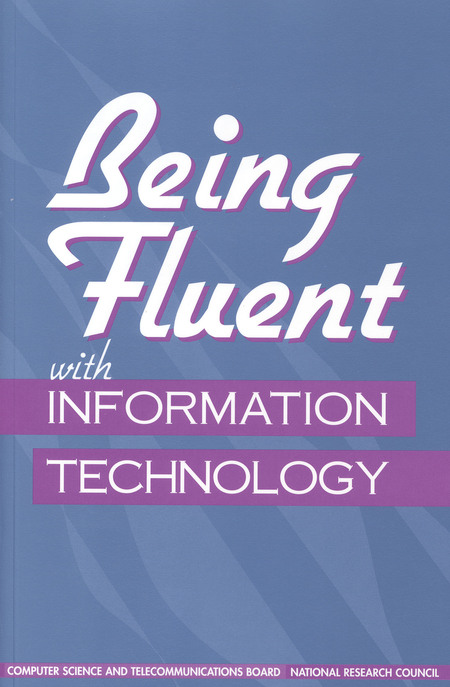 Being
Fluent
with
INFORMATION
TECHNOLOGY
COMPUTER SCIENCE AND TELECOMMUNICATIONS BOARD NATIONAL RESEARCH COUNCIL